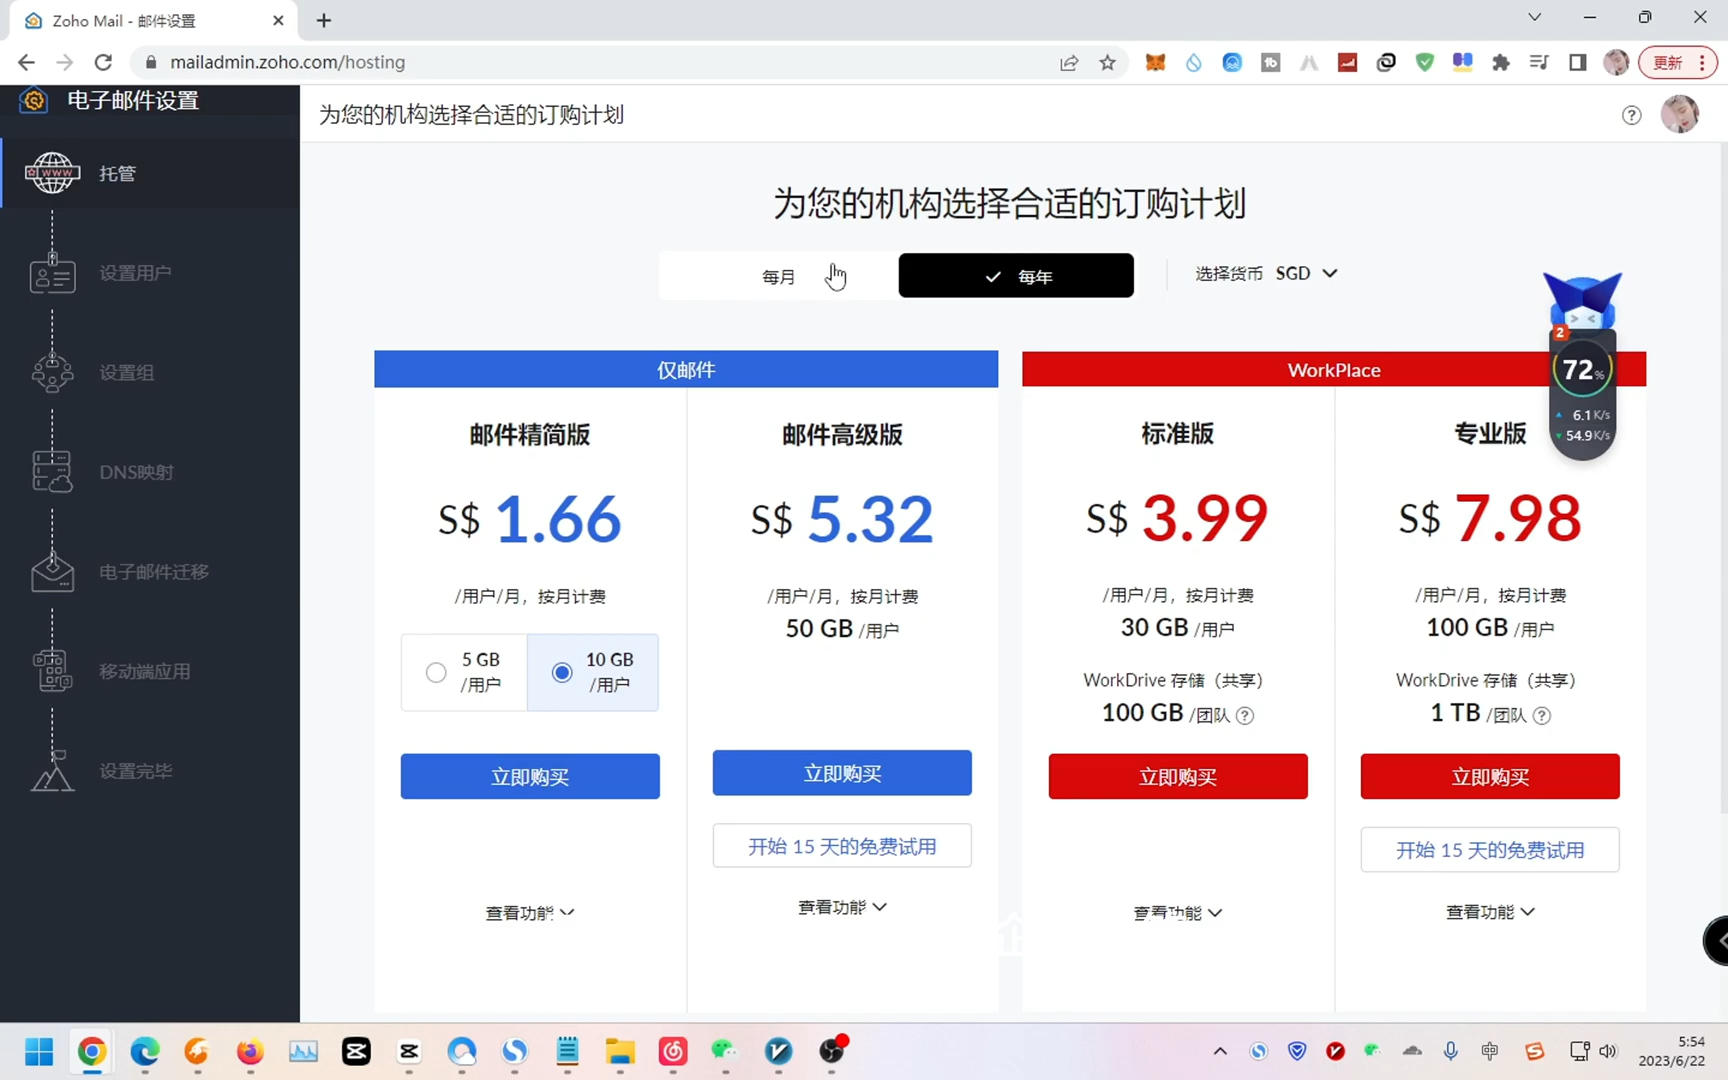 Zoho Mail - 邮件设置
mailadmin.zoho.com/hosting
更新
电子邮件设置
为您的机构选择合适的订购计划
托管
设置用户
设置组
DNS映射
电子邮件迁移
移动端应用
设置完毕
为您的机构选择合适的订购计划
每月
每年
选择货币 SGD
仅邮件
WorkPlace
2
72%
6.1K/s
54.9K/s
邮件精简版
S$ 1.66
/用户/月，按月计费
5 GB
/用户
10 GB
/用户
立即购买
查看功能
邮件高级版
S$ 5.32
/用户/月，按月计费
50 GB /用户
立即购买
开始 15 天的免费试用
查看功能
标准版
S$ 3.99
/用户/月，按月计费
30 GB /用户
WorkDrive 存储（共享）
100 GB /团队
立即购买
查看功能
专业版
S$ 7.98
/用户/月，按月计费
100 GB /用户
WorkDrive 存储（共享）
1 TB /团队
立即购买
开始 15 天的免费试用
查看功能
中
5:54
2023/6/22